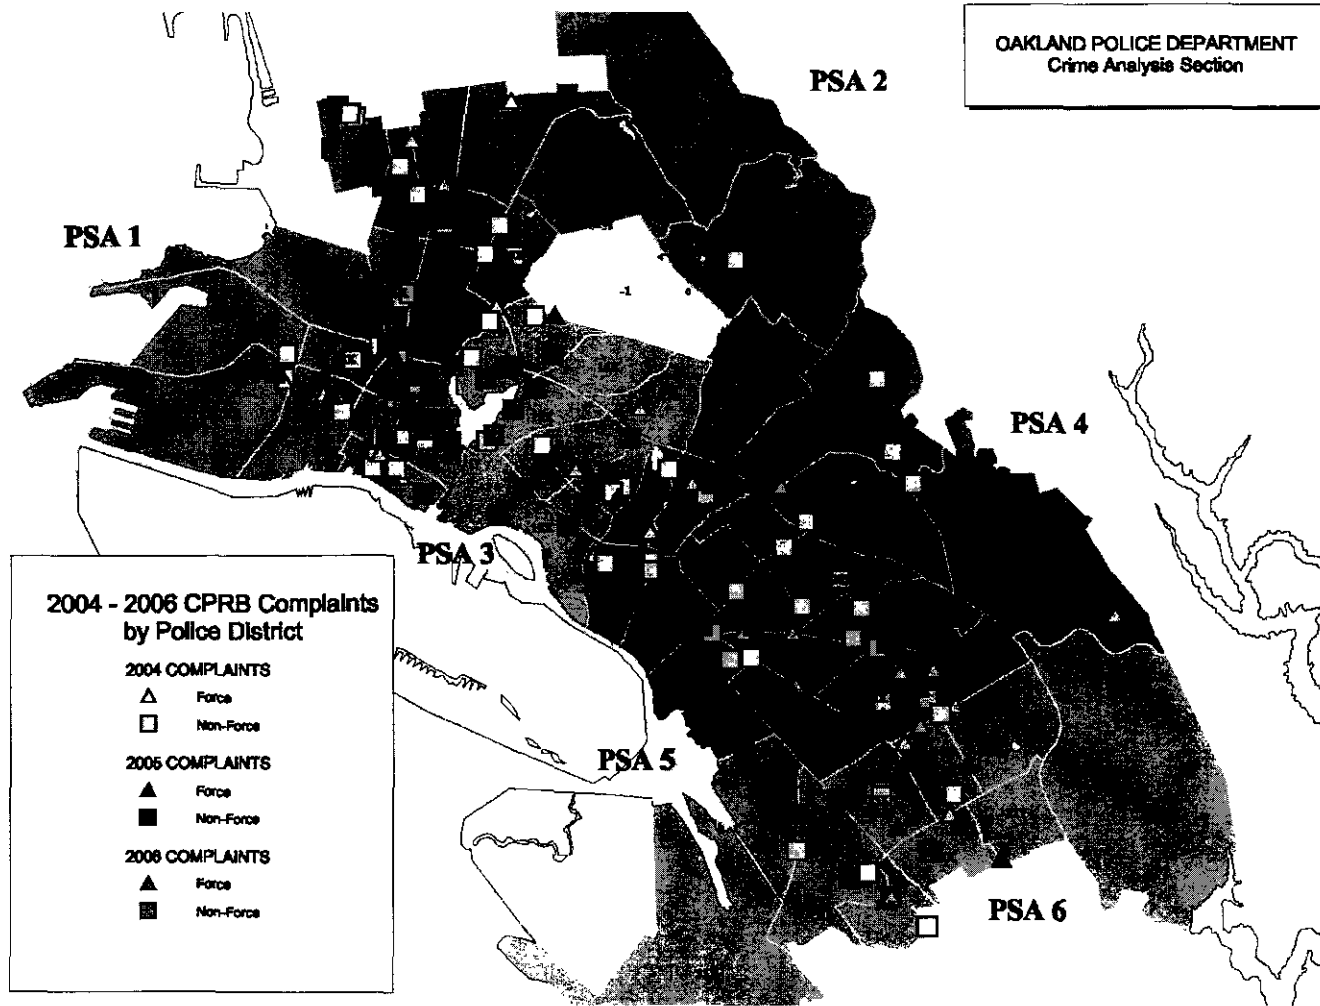 OAKLAND POLICE DEPARTMENT
Crime Analysis Section
PSA 2
PSA 1
-1
PSA 4
PSA 3
2004 - 2006 CPRB Complaints
by Police District
2004 COMPLAINTS
Force
Non-Force
2005 COMPLAINTS
Force
Non-Force
2006 COMPLAINTS
Force
Non-Force
PSA 5
PSA 6